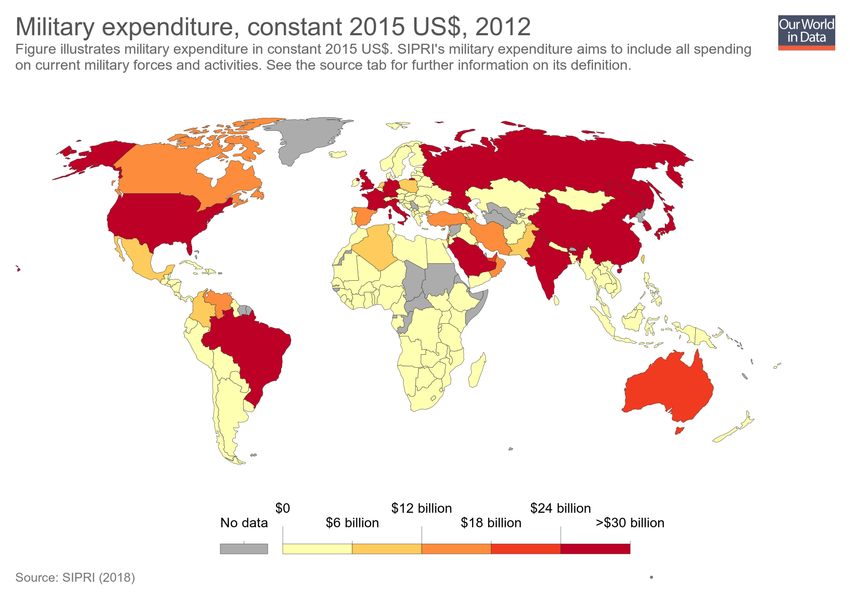 Military expenditure, constant 2015 US$, 2012
Our World
in Data
Figure illustrates military expenditure in constant 2015 US$. SIPRI's military expenditure aims to include all spending
on current military forces and activities. See the source tab for further information on its definition.
$0
$12 billion
$24 billion
No data
$6 billion
$18 billion
>$30 billion
Source: SIPRI (2018)